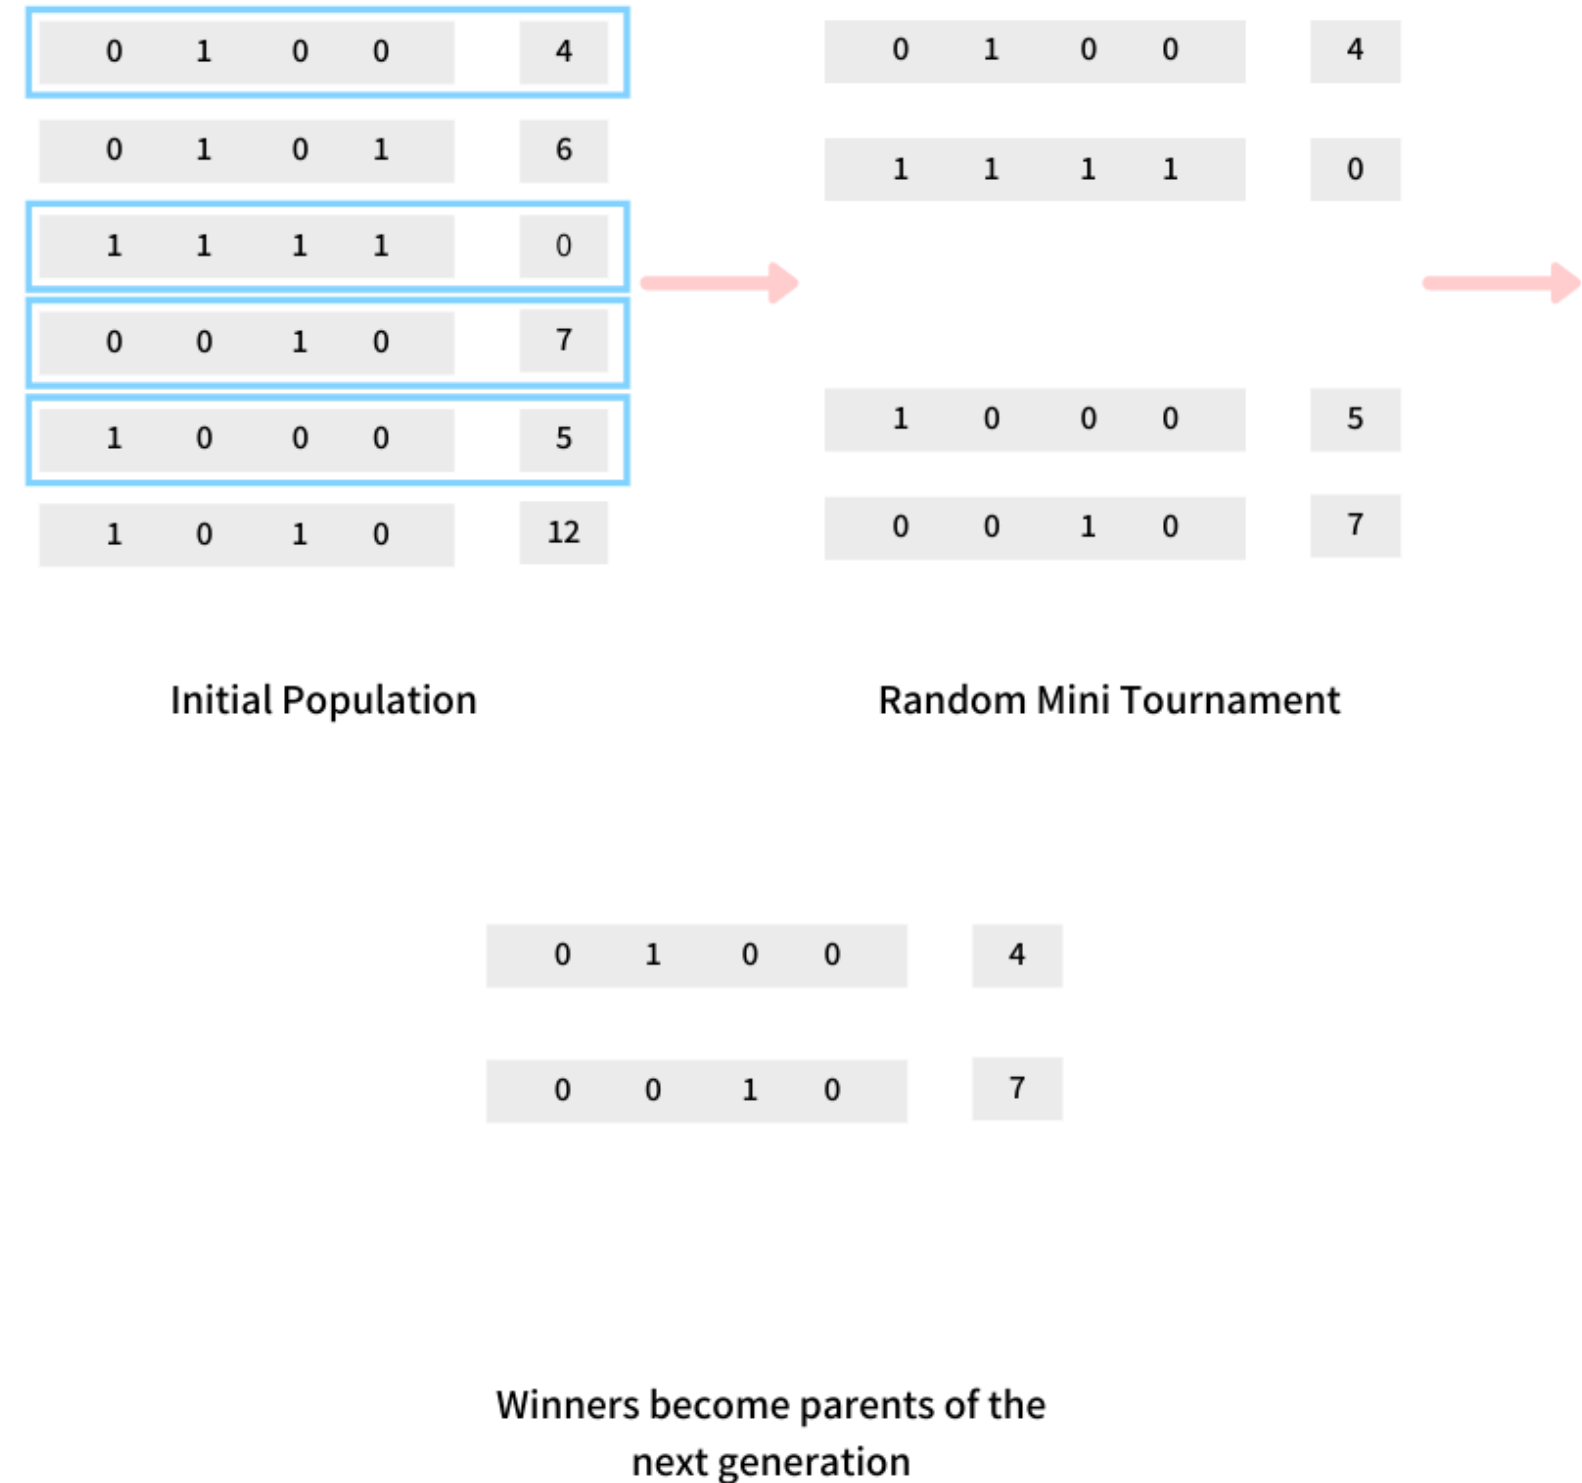 0 1 0 0 4
0 1 0 1 6
1 1 1 1 0
0 0 1 0 7
1 0 0 0 5
1 0 1 0 12
Initial Population
0 1 0 0 4
1 1 1 1 0
1 0 0 0 5
0 0 1 0 7
Random Mini Tournament
0 1 0 0 4
0 0 1 0 7
Winners become parents of the
next generation